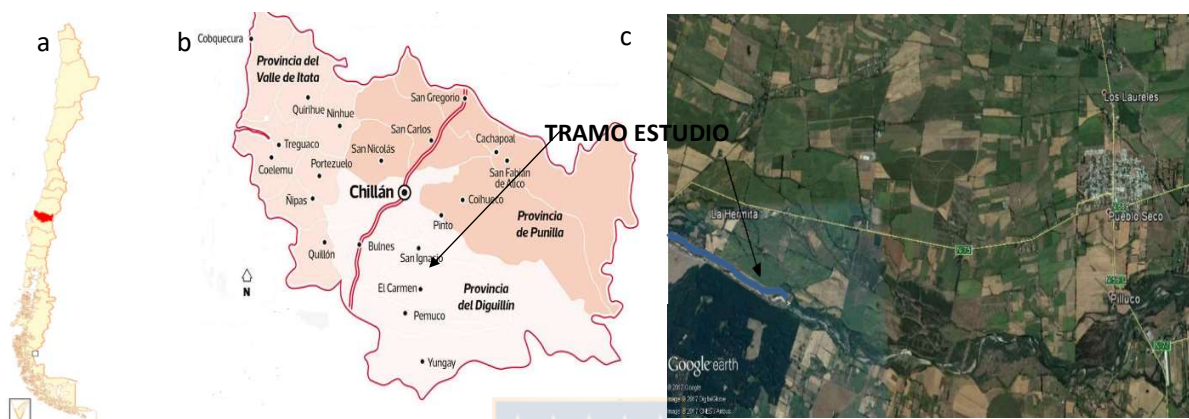 a
b
Cobquecura
Provincia del
Valle de Itata
Quirihue
Ninhue
San Gregorio
San Carlos
Treguaco
Portezuelo
San Nicolás
Cachapoal
San Fabián
de Alico
Coelemu
Chillán
Coihueco
Ñipas
Pinto
Provincia
de Punilla
Quillón
Bulnes
San Ignacio
N
El Carmen
Provincia
del Diguillín
Pemuco
Yungay
TRAMO ESTUDIO
c
Los Laureles
La Hermita
Pueblo Seco
Pilluco
Google earth